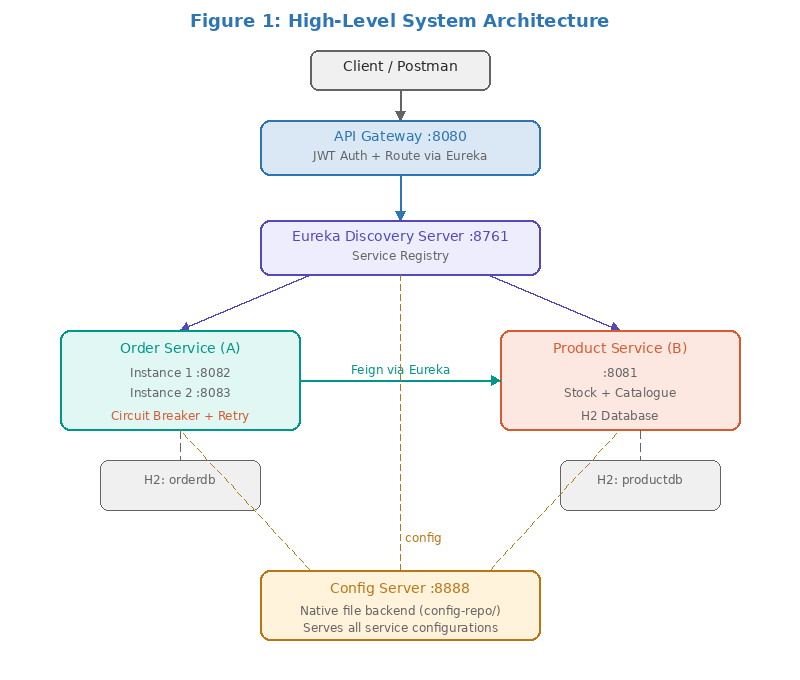 Figure 1: High-Level System Architecture
Client / Postman
API Gateway :8080
JWT Auth + Route via Eureka
Eureka Discovery Server :8761
Service Registry
Order Service (A)
Instance 1 :8082
Instance 2 :8083
Circuit Breaker + Retry
Feign via Eureka
Product Service (B)
:8081
Stock + Catalogue
H2 Database
H2: orderdb
H2: productdb
config
Config Server :8888
Native file backend (config-repo/)
Serves all service configurations